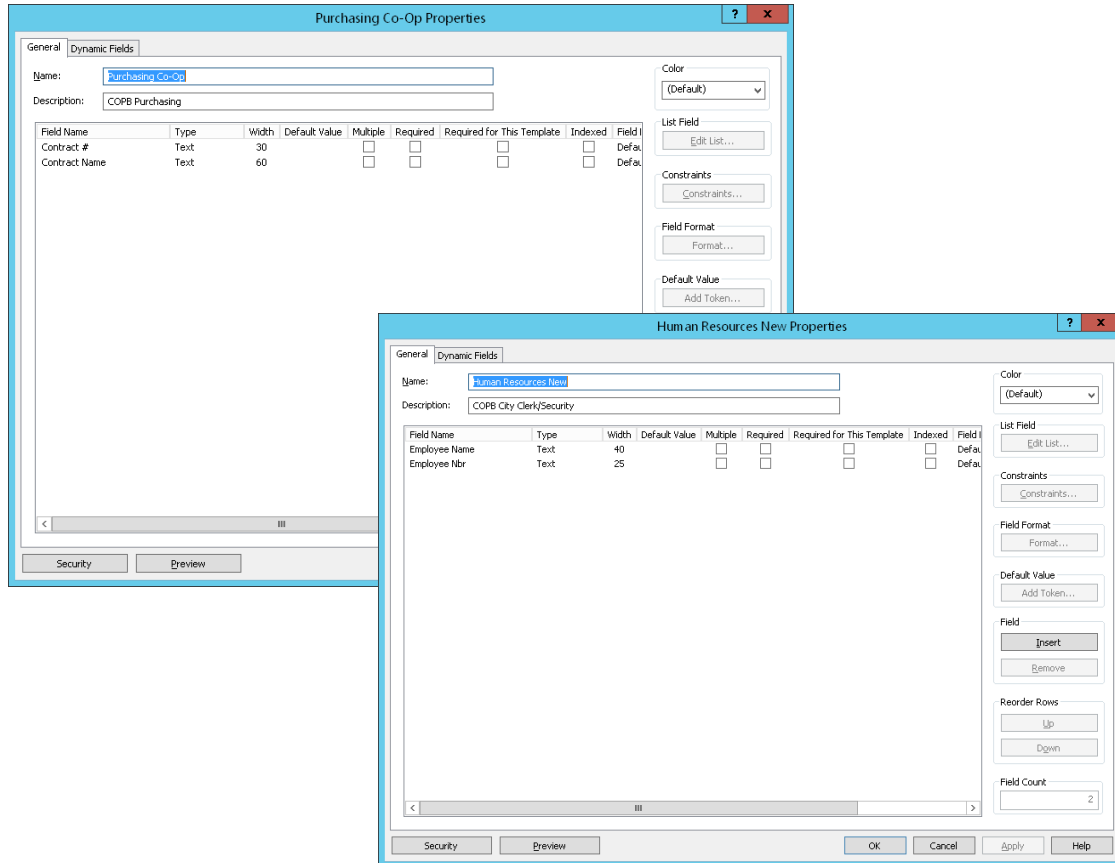 Purchasing Co-Op Properties
? x
General Dynamic Fields
Name: Purchasing Co-Op
Description: COPB Purchasing
Color
(Default)
Field Name Type Width Default Value Multiple Required Required for This Template Indexed Field I
Contract # Text 30 Defau
Contract Name Text 60 Defau
List Field
Edit List...
Constraints
Constraints...
Field Format
Format...
Default Value
Add Token...
Security Preview
Human Resources New Properties
? x
General Dynamic Fields
Name: Human Resources New
Description: COPB City Clerk/Security
Color
(Default)
Field Name Type Width Default Value Multiple Required Required for This Template Indexed Field I
Employee Name Text 40 Defau
Employee Nbr Text 25 Defau
List Field
Edit List...
Constraints
Constraints...
Field Format
Format...
Default Value
Add Token...
Field
Insert
Remove
Reorder Rows
Up
Down
Field Count
2
Security Preview OK Cancel Apply Help